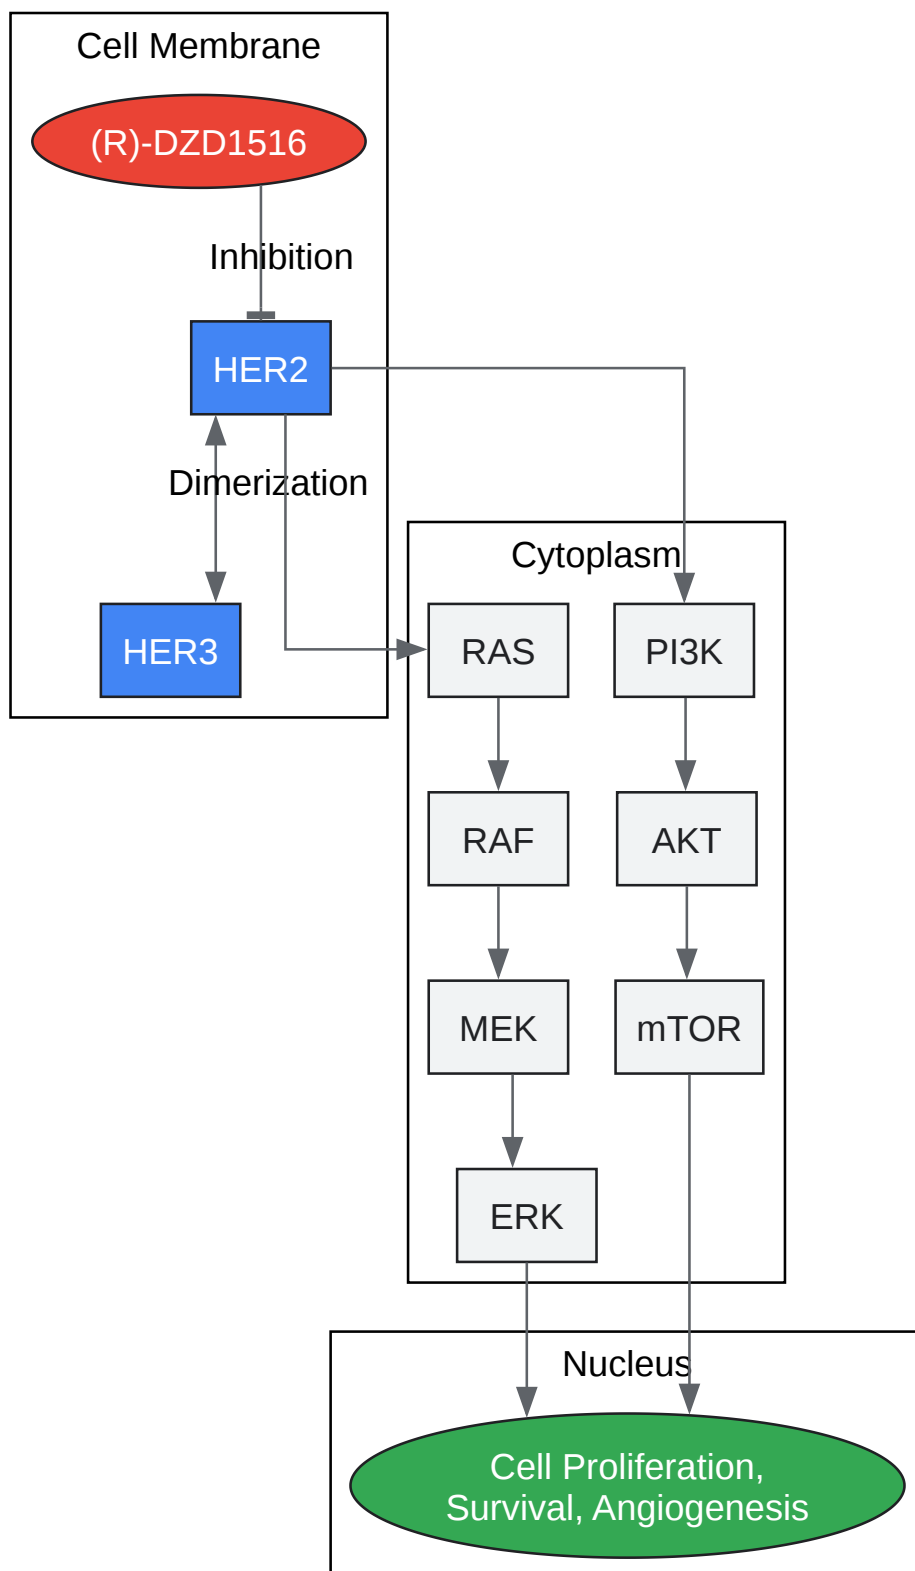 Cell Membrane
(R)-DZD1516
Inhibition
HER2
Dimerization
HER3
Cytoplasm
RAS
PI3K
RAF
AKT
MEK
mTOR
ERK
Nucleus
Cell Proliferation,
Survival, Angiogenesis